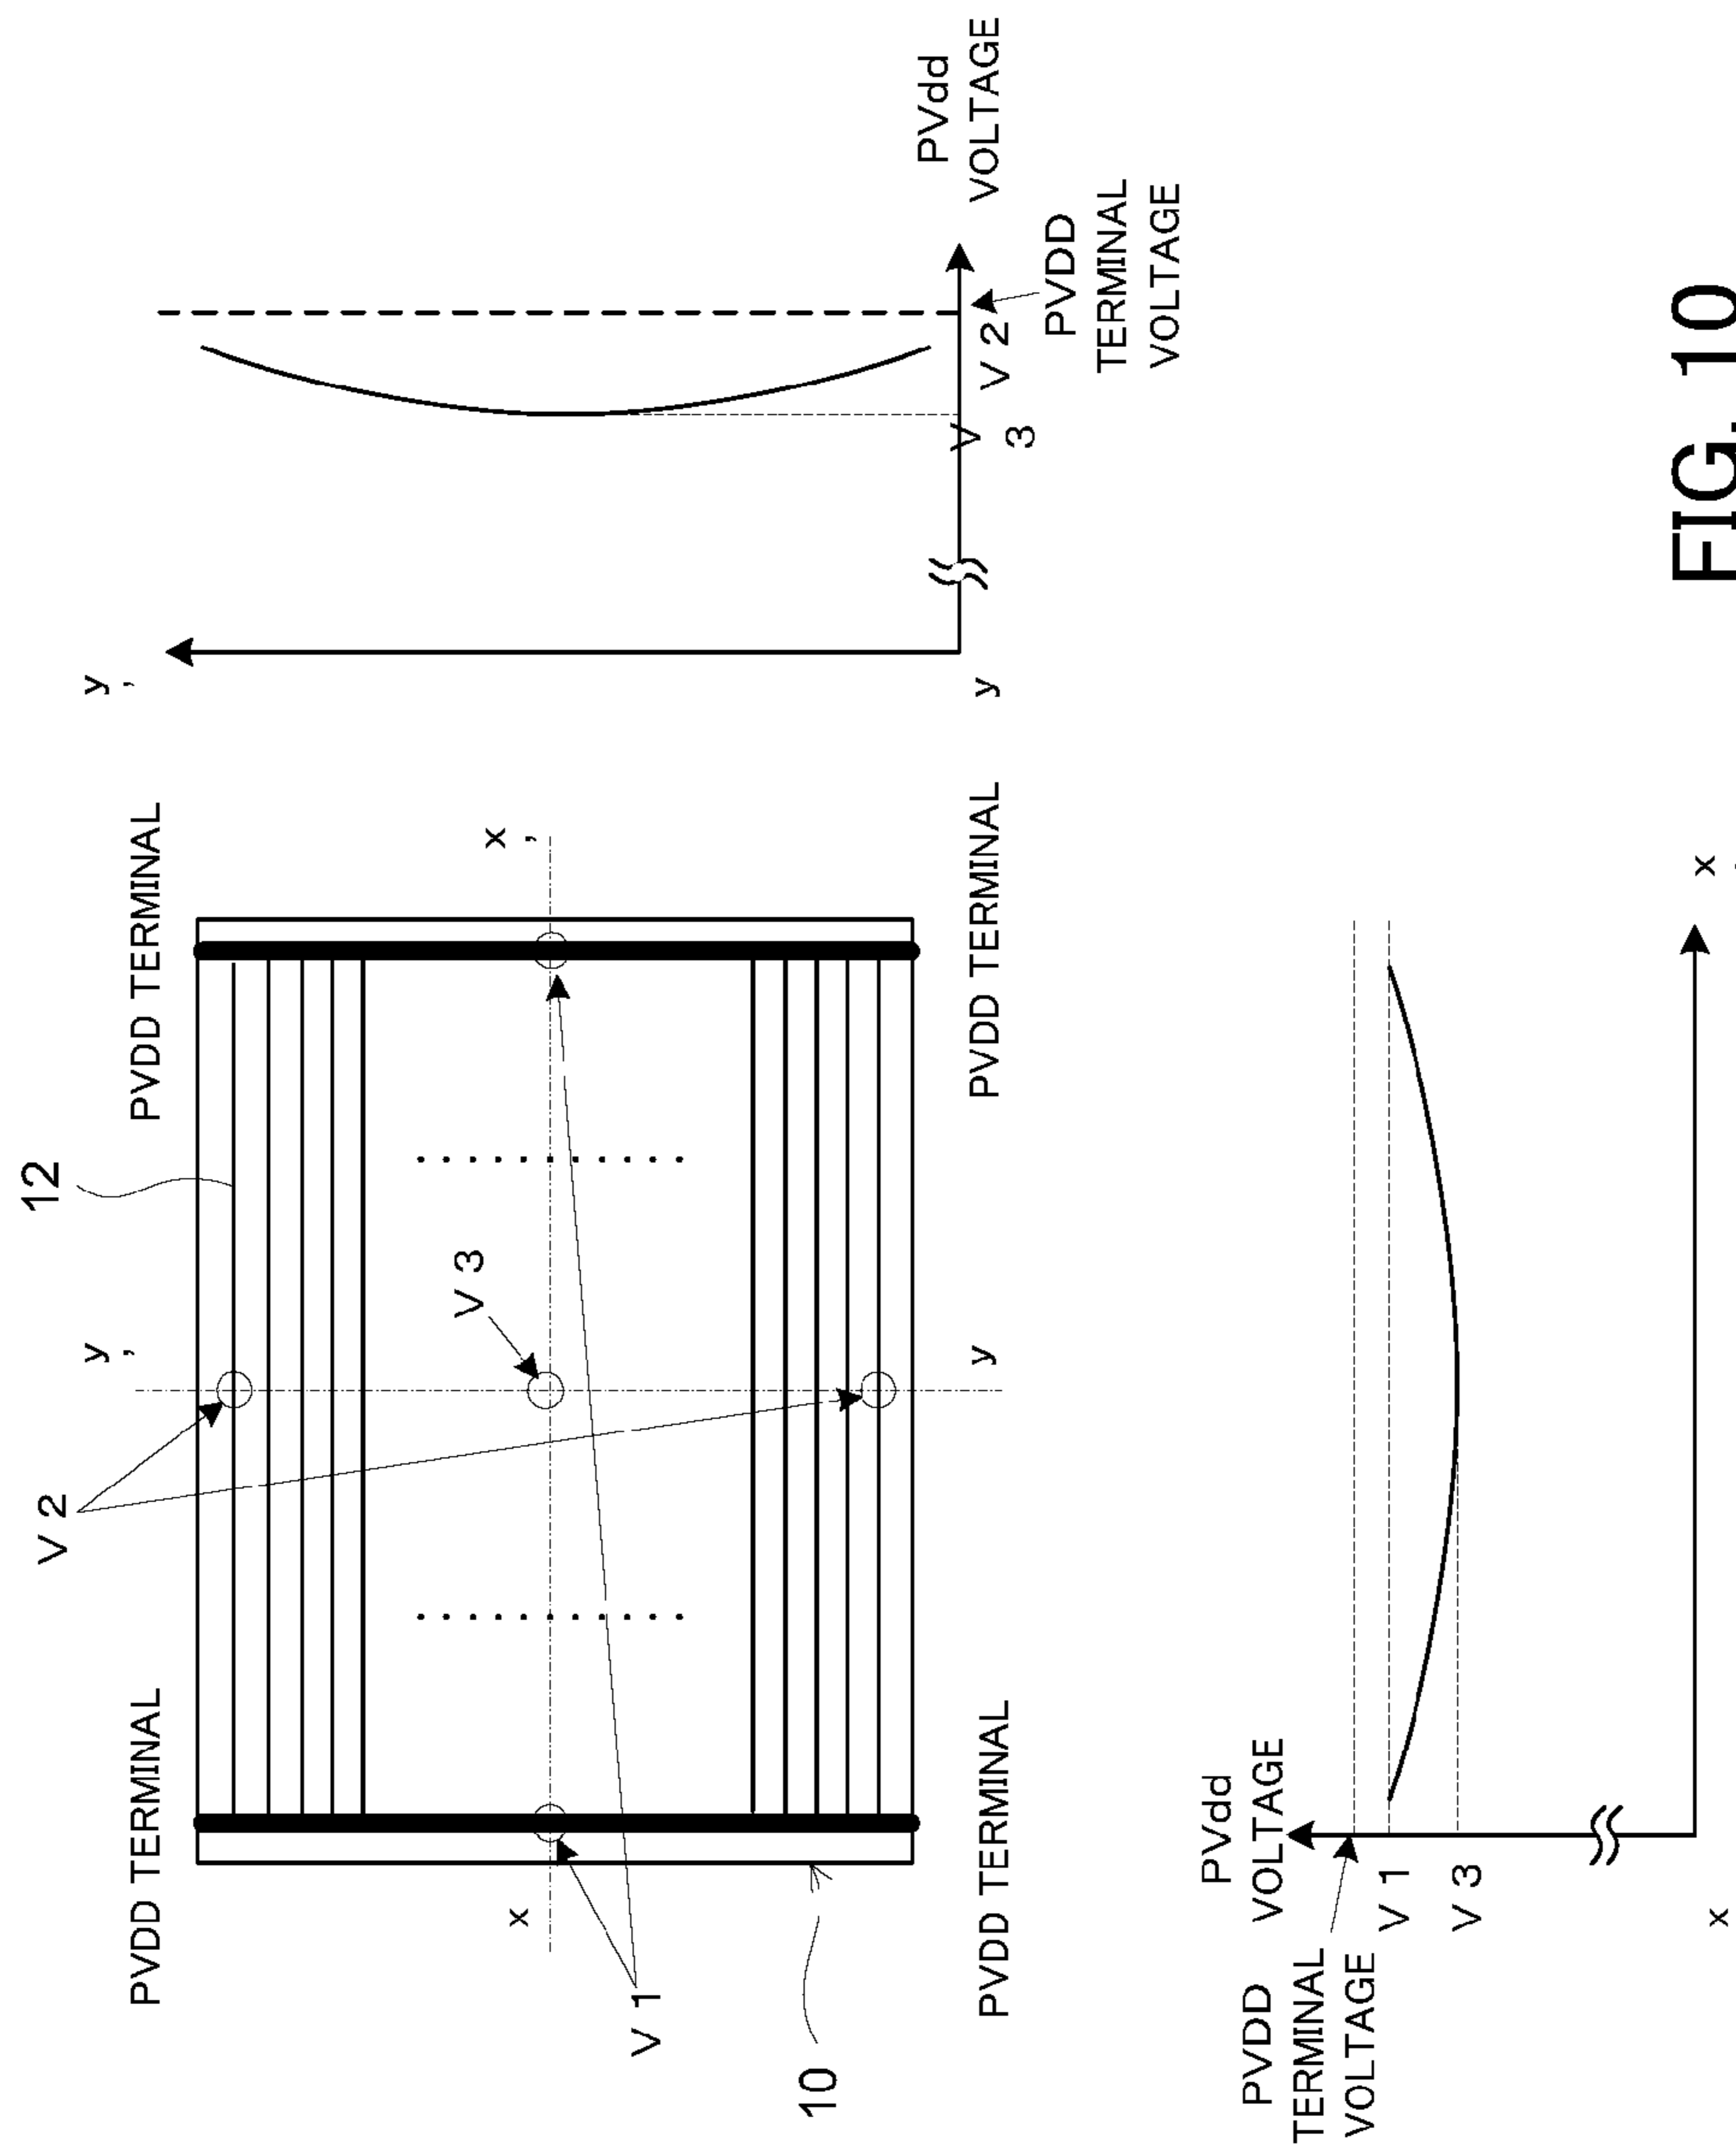 12
V 2
y
,
y
,
PVDD TERMINAL
PVDD TERMINAL
V 3
x
x
,
V 1
10
PVDD TERMINAL
y
PVDD TERMINAL
y
V
3
V 2
PVdd
VOLTAGE
PVDD
TERMINAL
VOLTAGE
PVdd
VOLTAGE
PVDD
TERMINAL
VOLTAGE
V 1
V 3
x
x
FIG. 10